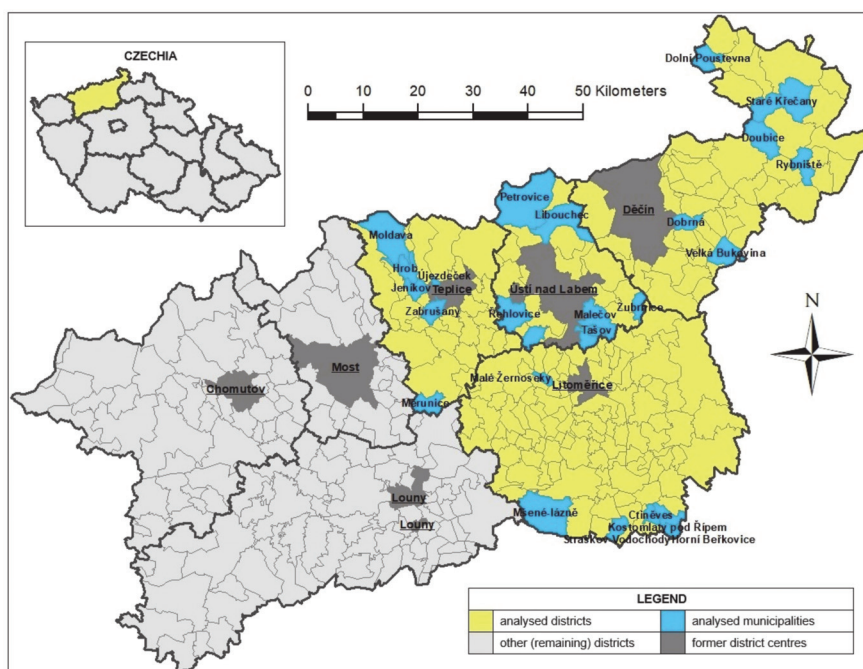 CZECHIA
0 10 20 30 40 50 Kilometers
Dolní Poustevna
Staré Křečany
Doubice
Rybniště
Petrovice
Libouchec
Děčín
Dobrná
Velká Bukovina
Moldava
Hrob
Újezdeček
Jeníkov
Teplice
Zabrušany
Ústí nad Labem
Řehlovice
Malečov
Zubrnice
Tašov
N
Most
Chomutov
Malé Žernoseky
Litoměřice
Měrunice
Louny
Louny
Mšené-lázně
Ctiněves
Kostomlaty pod Řípem
Straškov-Vodochody
Horní Beřkovice
LEGEND
analysed districts
analysed municipalities
other (remaining) districts
former district centres